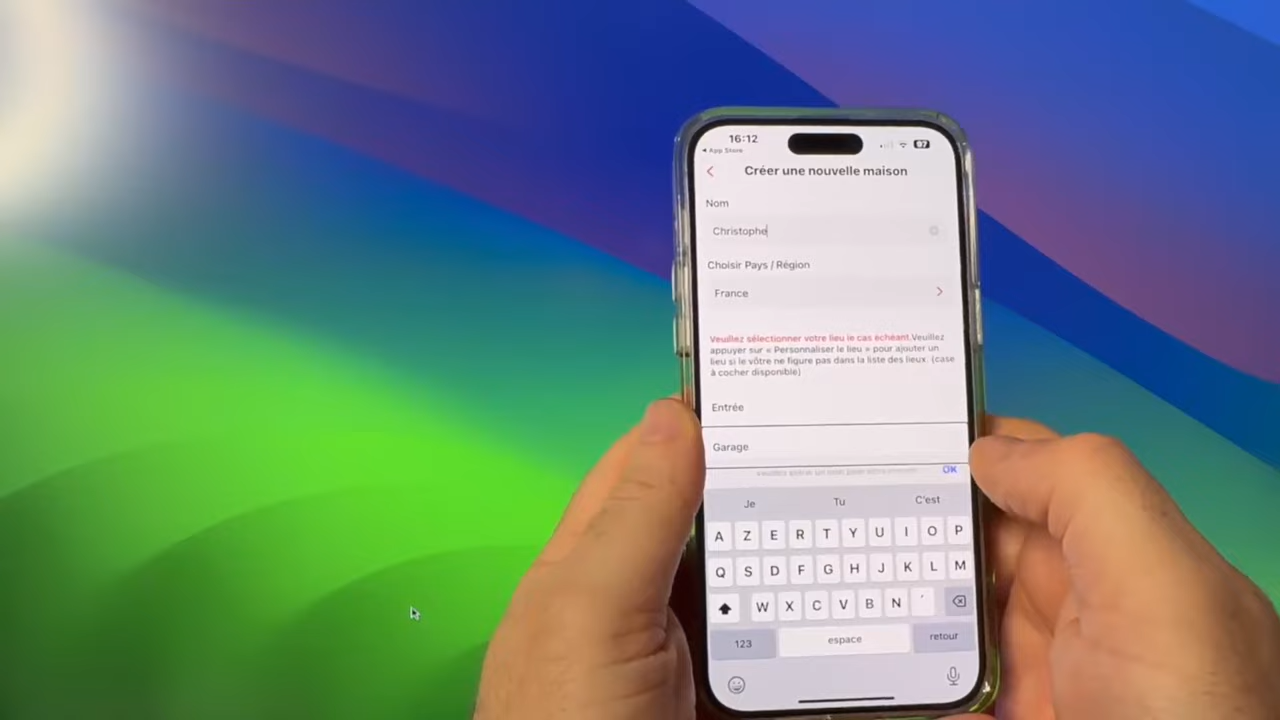 16:12
97
◀ App Store
Créer une nouvelle maison
Nom
Christophe
Choisir Pays / Région
France
Veuillez sélectionner votre lieu le cas échéant,Veuillez
appuyer sur « Personnaliser le lieu » pour ajouter un
lieu si le vôtre ne figure pas dans la liste des lieux. (case
à cocher disponible)
Entrée
Garage
OK
Je Tu C'est
A Z E R T Y U I O P
Q S D F G H J K L M
W X C V B N ´
123 espace retour